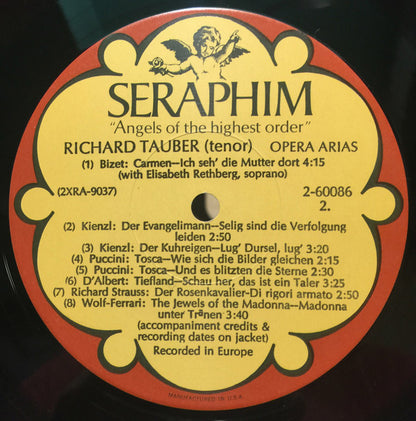 SERAPHIM
"Angels of the highest order"
RICHARD TAUBER (tenor) OPERA ARIAS
(1) Bizet: Carmen—Ich seh' die Mutter dort 4:15
(with Elisabeth Rethberg, soprano)
(2XRA-9037) 2-60086
2.
(2) Kienzl: Der Evangelimann—Selig sind die Verfolgung
leiden 2:50
(3) Kienzl: Der Kuhreigen—Lug' Dursel, lug' 3:20
(4) Puccini: Tosca—Wie sich die Bilder gleichen 2:15
(5) Puccini: Tosca—Und es blitzten die Sterne 2:30
(6) D'Albert: Tiefland—Schau her, das ist ein Taler 3:25
(7) Richard Strauss: Der Rosenkavalier-Di rigori armato 2:50
(8) Wolf-Ferrari: The Jewels of the Madonna--Madonna
unter Tränen 3:40
(accompaniment credits &
recording dates on jacket)
Recorded in Europe
MANUFACTURED IN U.S.A.